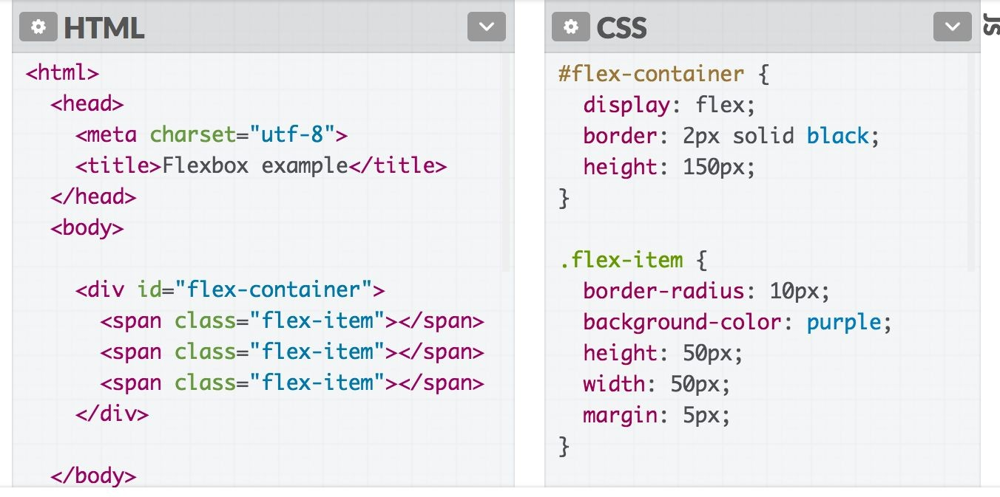 HTML
<html>
  <head>
    <meta charset="utf-8">
    <title>Flexbox example</title>
  </head>
  <body>

    <div id="flex-container">
      <span class="flex-item"></span>
      <span class="flex-item"></span>
      <span class="flex-item"></span>
    </div>

  </body>
CSS
#flex-container {
  display: flex;
  border: 2px solid black;
  height: 150px;
}

.flex-item {
  border-radius: 10px;
  background-color: purple;
  height: 50px;
  width: 50px;
  margin: 5px;
}
JS